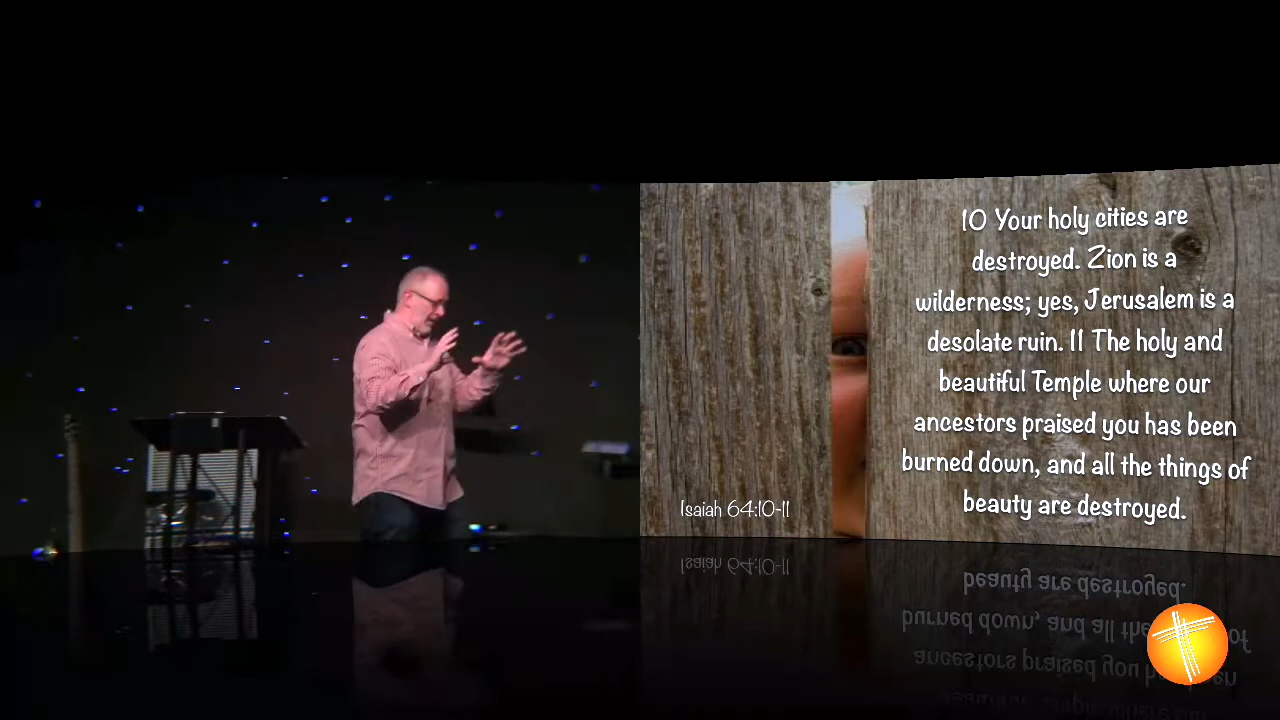 10 Your holy cities are
destroyed. Zion is a
wilderness; yes, Jerusalem is a
desolate ruin. 11 The holy and
beautiful Temple where our
ancestors praised you has been
burned down, and all the things of
beauty are destroyed.
Isaiah 64:10-11